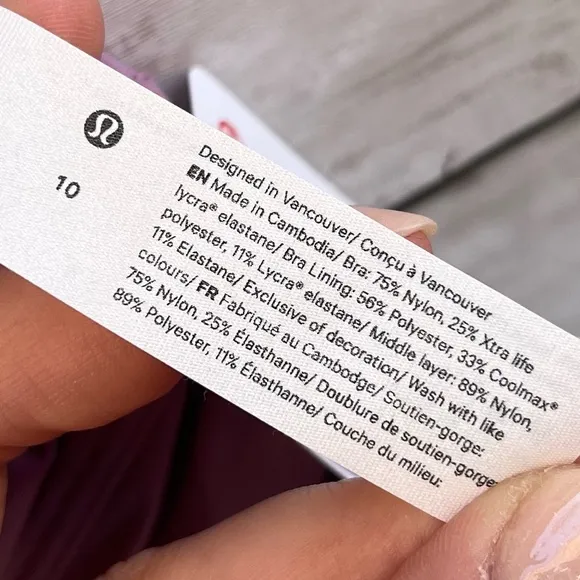 10
Designed in Vancouver/ Conçu à Vancouver
EN Made in Cambodia/ Bra: 75% Nylon, 25% Xtra life
lycra® elastane/ Bra Lining: 56% Polyester, 33% Coolmax®
polyester, 11% Lycra® elastane/ Middle layer: 89% Nylon,
11% Elastane/ Exclusive of decoration/ Wash with like
colours/ FR Fabriqué au Cambodge/ Soutien-gorge:
75% Nylon, 25% Élasthanne/ Doublure de soutien-gorge:
89% Polyester, 11% Élasthanne/ Couche du milieu: